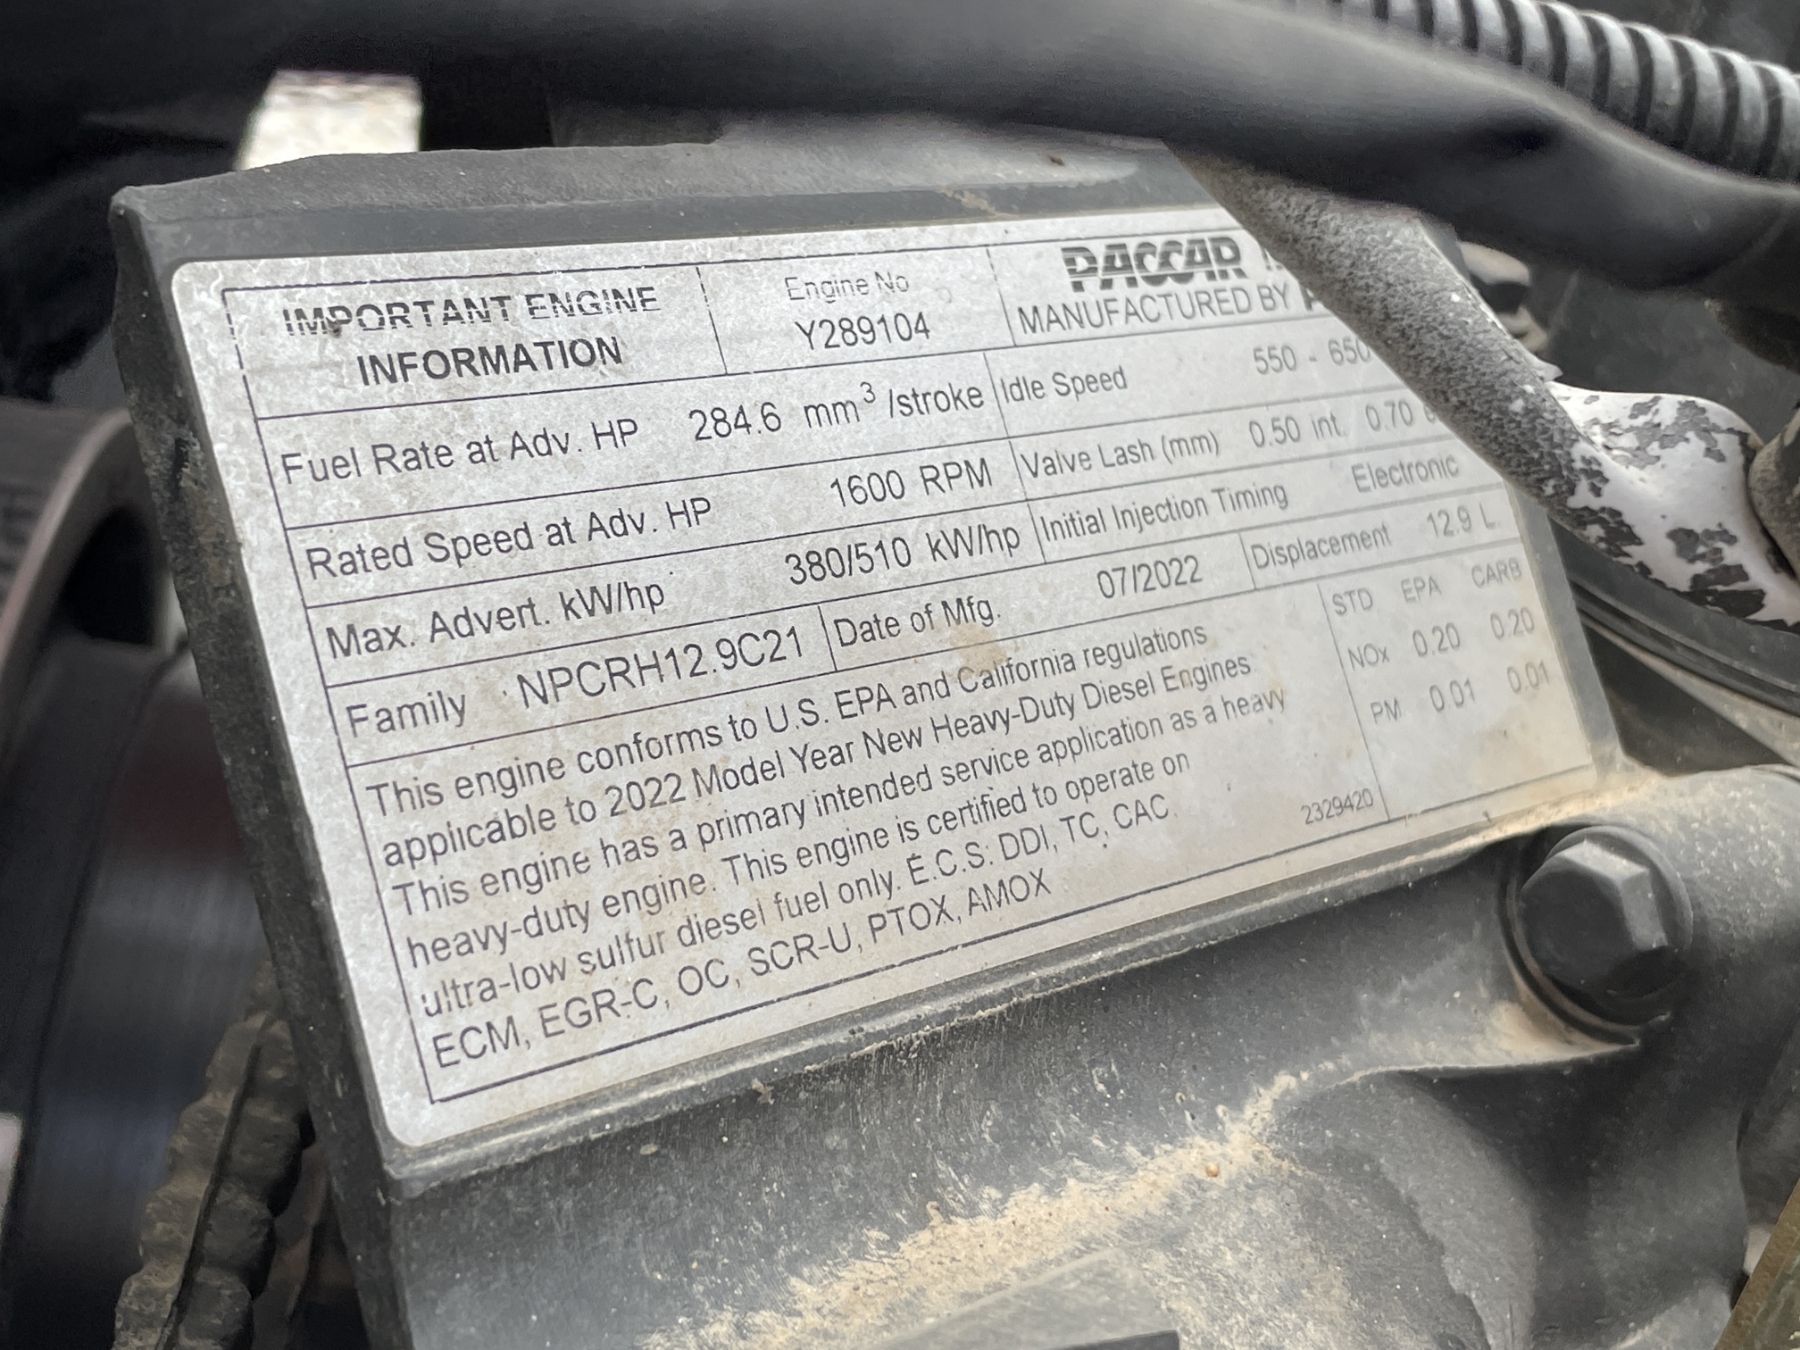 IMPORTANT ENGINE
INFORMATION
Engine No
Y289104
PACCAR
MANUFACTURED BY
Fuel Rate at Adv. HP 284.6 mm³ /stroke
Idle Speed 550 - 650
Rated Speed at Adv. HP 1600 RPM
Valve Lash (mm) 0.50 int. 0.70
Max. Advert. kW/hp 380/510 kW/hp
Initial Injection Timing Electronic
Family NPCRH12.9C21
Date of Mfg. 07/2022
Displacement 12.9 L.
This engine conforms to U.S. EPA and California regulations
applicable to 2022 Model Year New Heavy-Duty Diesel Engines
This engine has a primary intended service application as a heavy
heavy-duty engine. This engine is certified to operate on
ultra-low sulfur diesel fuel only. E.C.S: DDI, TC, CAC,
ECM, EGR-C, OC, SCR-U, PTOX, AMOX
STD EPA CARB
NOx 0.20 0.20
PM 0.01 0.01
2329420